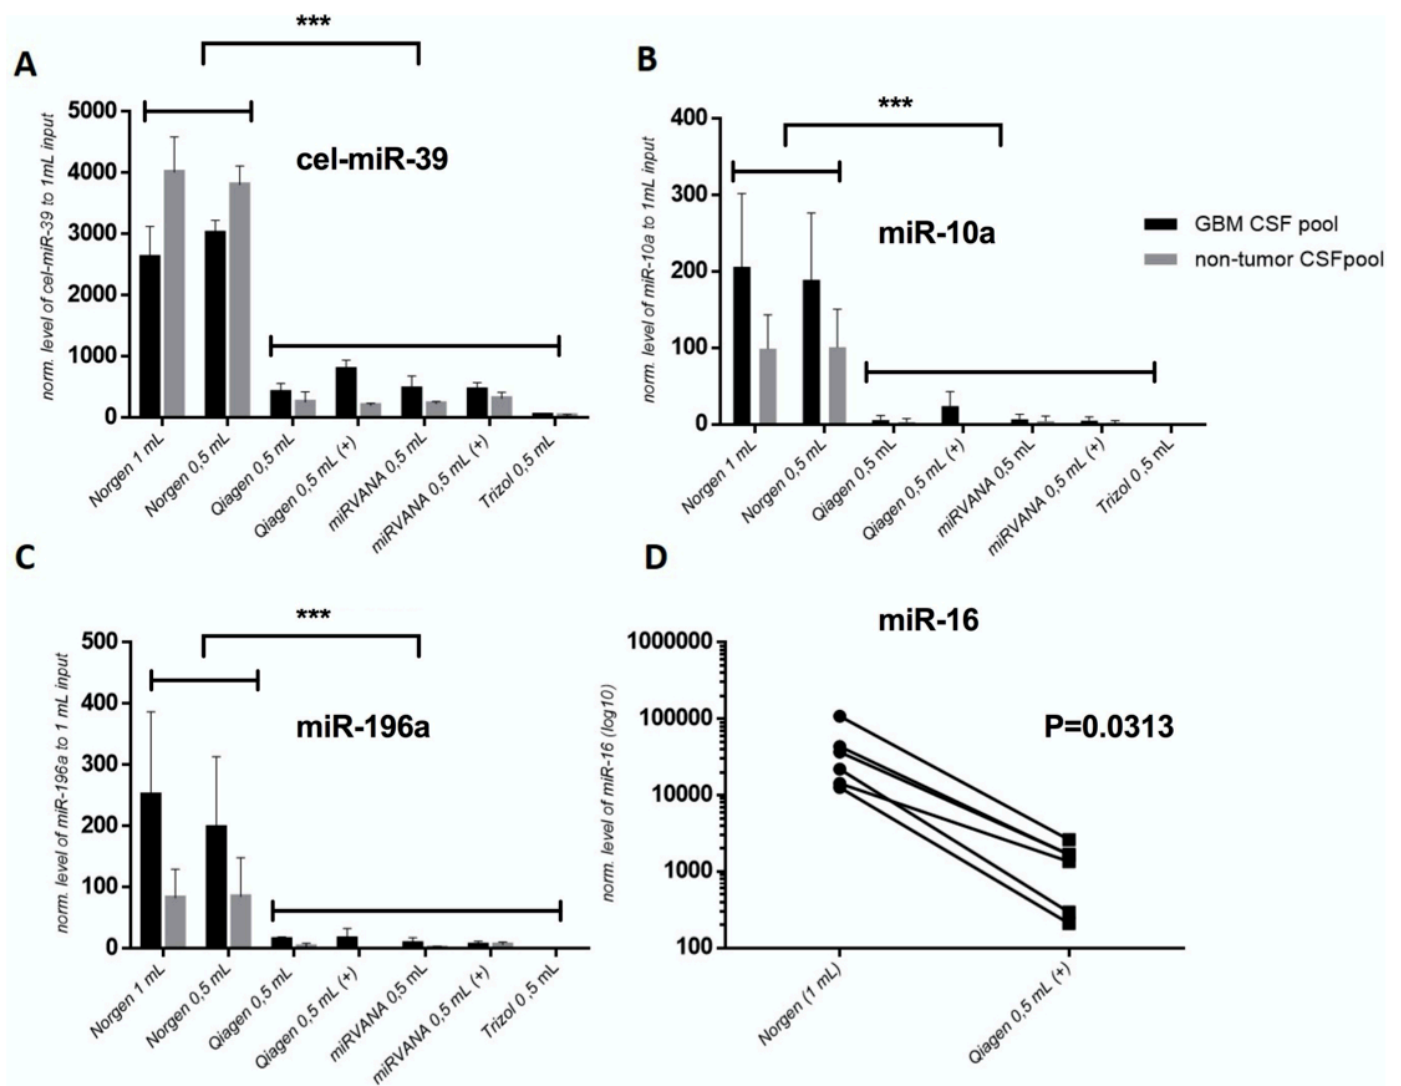 A
***
norm. level of cel-miR-39 to 1mL input
5000
4000
3000
2000
1000
0
cel-miR-39
Norgen 1 mL
Norgen 0,5 mL
Qiagen 0,5 mL
Qiagen 0,5 mL (+)
miRVANA 0,5 mL
miRVANA 0,5 mL (+)
Trizol 0,5 mL
B
***
norm. level of miR-10a to 1mL input
400
300
200
100
0
miR-10a
GBM CSF pool
non-tumor CSFpool
Norgen 1 mL
Norgen 0,5 mL
Qiagen 0,5 mL
Qiagen 0,5 mL (+)
miRVANA 0,5 mL
miRVANA 0,5 mL (+)
Trizol 0,5 mL
C
***
norm. level of miR-196a to 1 mL input
500
400
300
200
100
0
miR-196a
Norgen 1 mL
Norgen 0,5 mL
Qiagen 0,5 mL
Qiagen 0,5 mL (+)
miRVANA 0,5 mL
miRVANA 0,5 mL (+)
Trizol 0,5 mL
D
miR-16
norm. level of miR-16 (log10)
1000000
100000
10000
1000
100
P=0.0313
Norgen (1 mL)
Qiagen 0,5 mL (+)